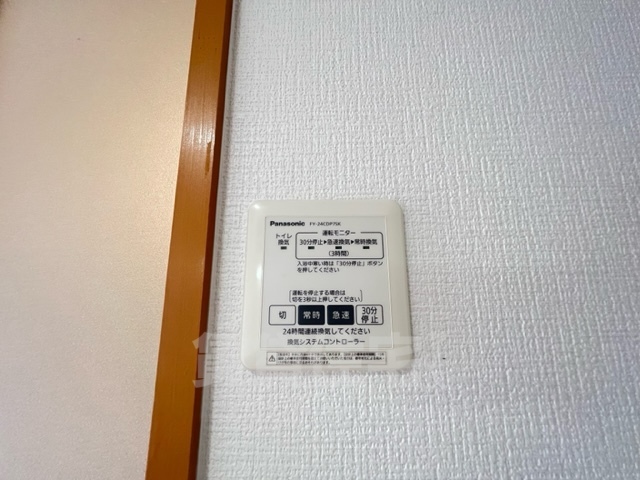 Panasonic
トイレ換気
運転モニター
30分停止▶急速換気▶常時換気
(3時間)
入浴中寒い時は「30分停止」ボタン
を押してください
(運転を停止する場合は
切を3秒以上押してください)
切 常時 急速 30分停止
24時間連続換気してください
換気システムコントローラー